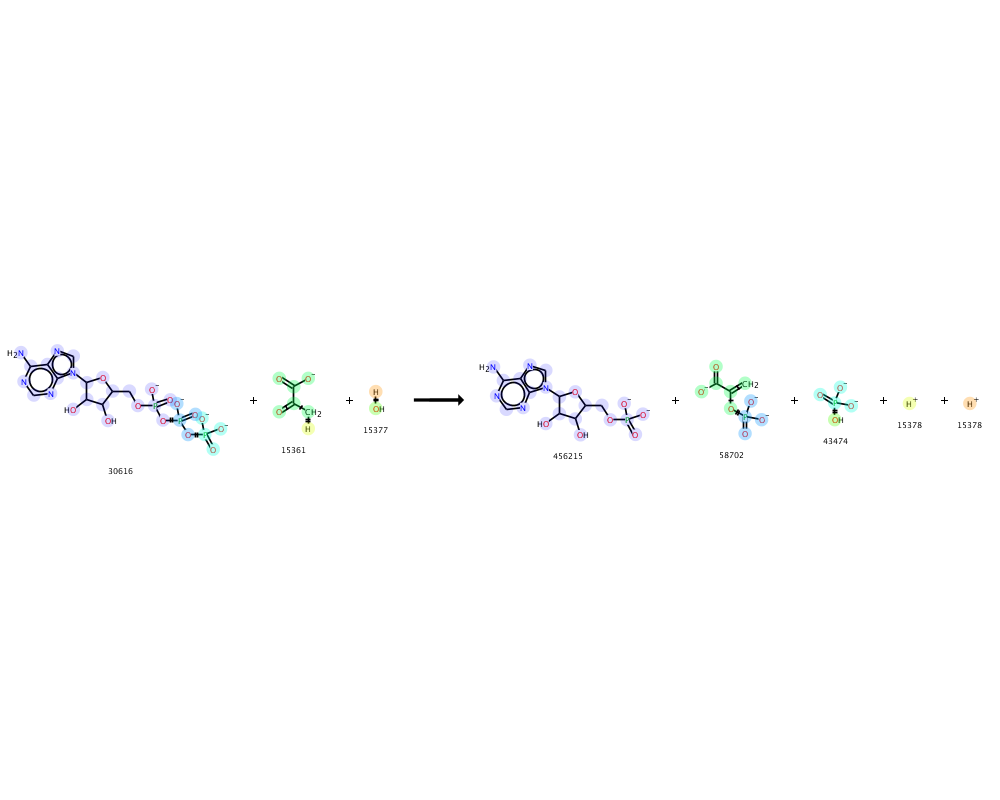 H2N N N N N O HO OH O O- P O O- P O O- P O O O-
30616
+
O O- O CH2 H
15361
+
H OH
15377
H2N N N N N O HO OH O O- P O- O
456215
+
O O- CH2 O O- P O- O
58702
+
O O- P O- OH
43474
+
H+
15378
+
H+
15378